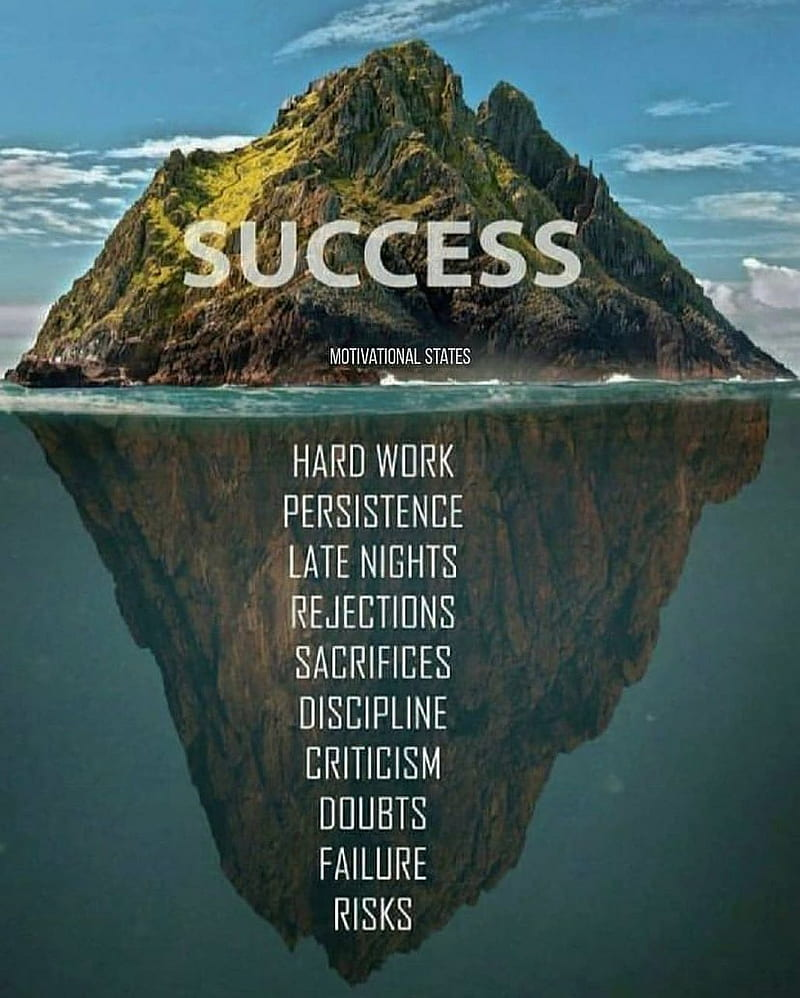 SUCCESS
MOTIVATIONAL STATES
HARD WORK
PERSISTENCE
LATE NIGHTS
REJECTIONS
SACRIFICES
DISCIPLINE
CRITICISM
DOUBTS
FAILURE
RISKS